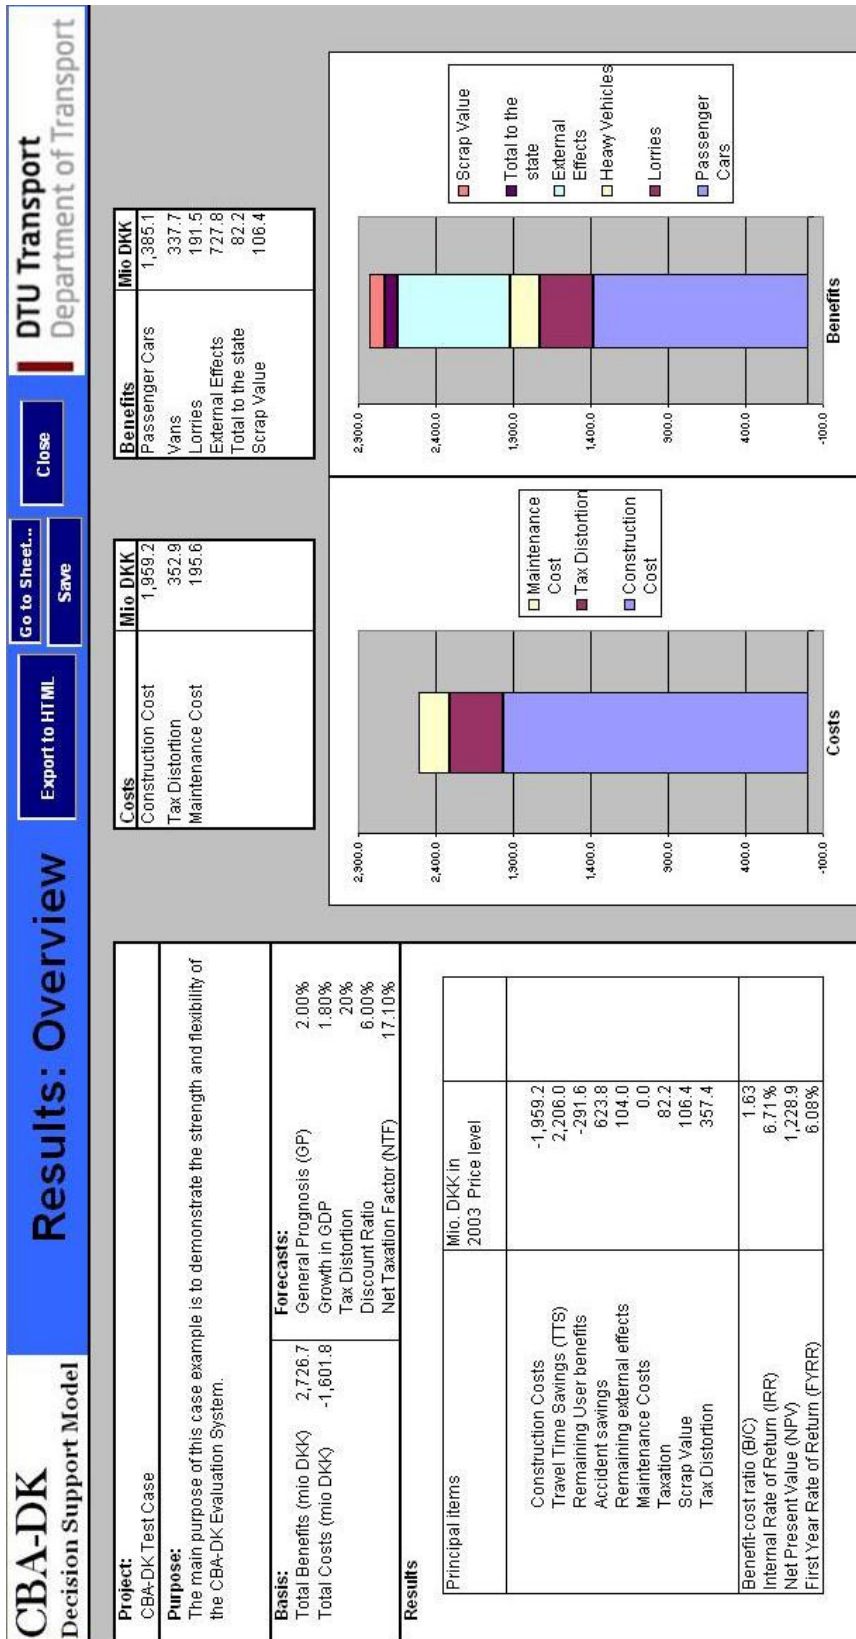 CBA-DK
Decision Support Model
Results: Overview
Export to HTML
Go to Sheet...
Save
Close
DTU Transport
Department of Transport
Project:
CBA-DK Test Case
Purpose:
The main purpose of this case example is to demonstrate the strength and flexibility of
the CBA-DK Evaluation System.
Basis:
Total Benefits (mio DKK) 2,726.7
Total Costs (mio DKK) -1,601.8
Forecasts:
General Prognosis (GP) 2.00%
Growth in GDP 1.80%
Tax Distortion 20%
Discount Ratio 6.00%
Net Taxation Factor (NTF) 17.10%
Results
Principal items Mio. DKK in
2003 Price level
Construction Costs -1,959.2
Travel Time Savings (TTS) 2,206.0
Remaining User benefits -291.6
Accident savings 623.8
Remaining external effects 104.0
Maintenance Costs 0.0
Taxation 82.2
Scrap Value 106.4
Tax Distortion 357.4
Benefit-cost ratio (B/C) 1.63
Internal Rate of Return (IRR) 6.71%
Net Present Value (NPV) 1,228.9
First Year Rate of Return (FYRR) 6.08%
Costs Mio DKK
Construction Cost 1,959.2
Tax Distortion 352.9
Maintenance Cost 195.6
Benefits Mio DKK
Passenger Cars 1,385.1
Vans 337.7
Lorries 191.5
External Effects 727.8
Total to the state 82.2
Scrap Value 106.4
2,900.0
2,400.0
1,900.0
1,400.0
900.0
400.0
-100.0
Costs
Maintenance
Cost
Tax Distortion
Construction
Cost
2,900.0
2,400.0
1,900.0
1,400.0
900.0
400.0
-100.0
Benefits
Scrap Value
Total to the
state
External
Effects
Heavy Vehicles
Lorries
Passenger
Cars